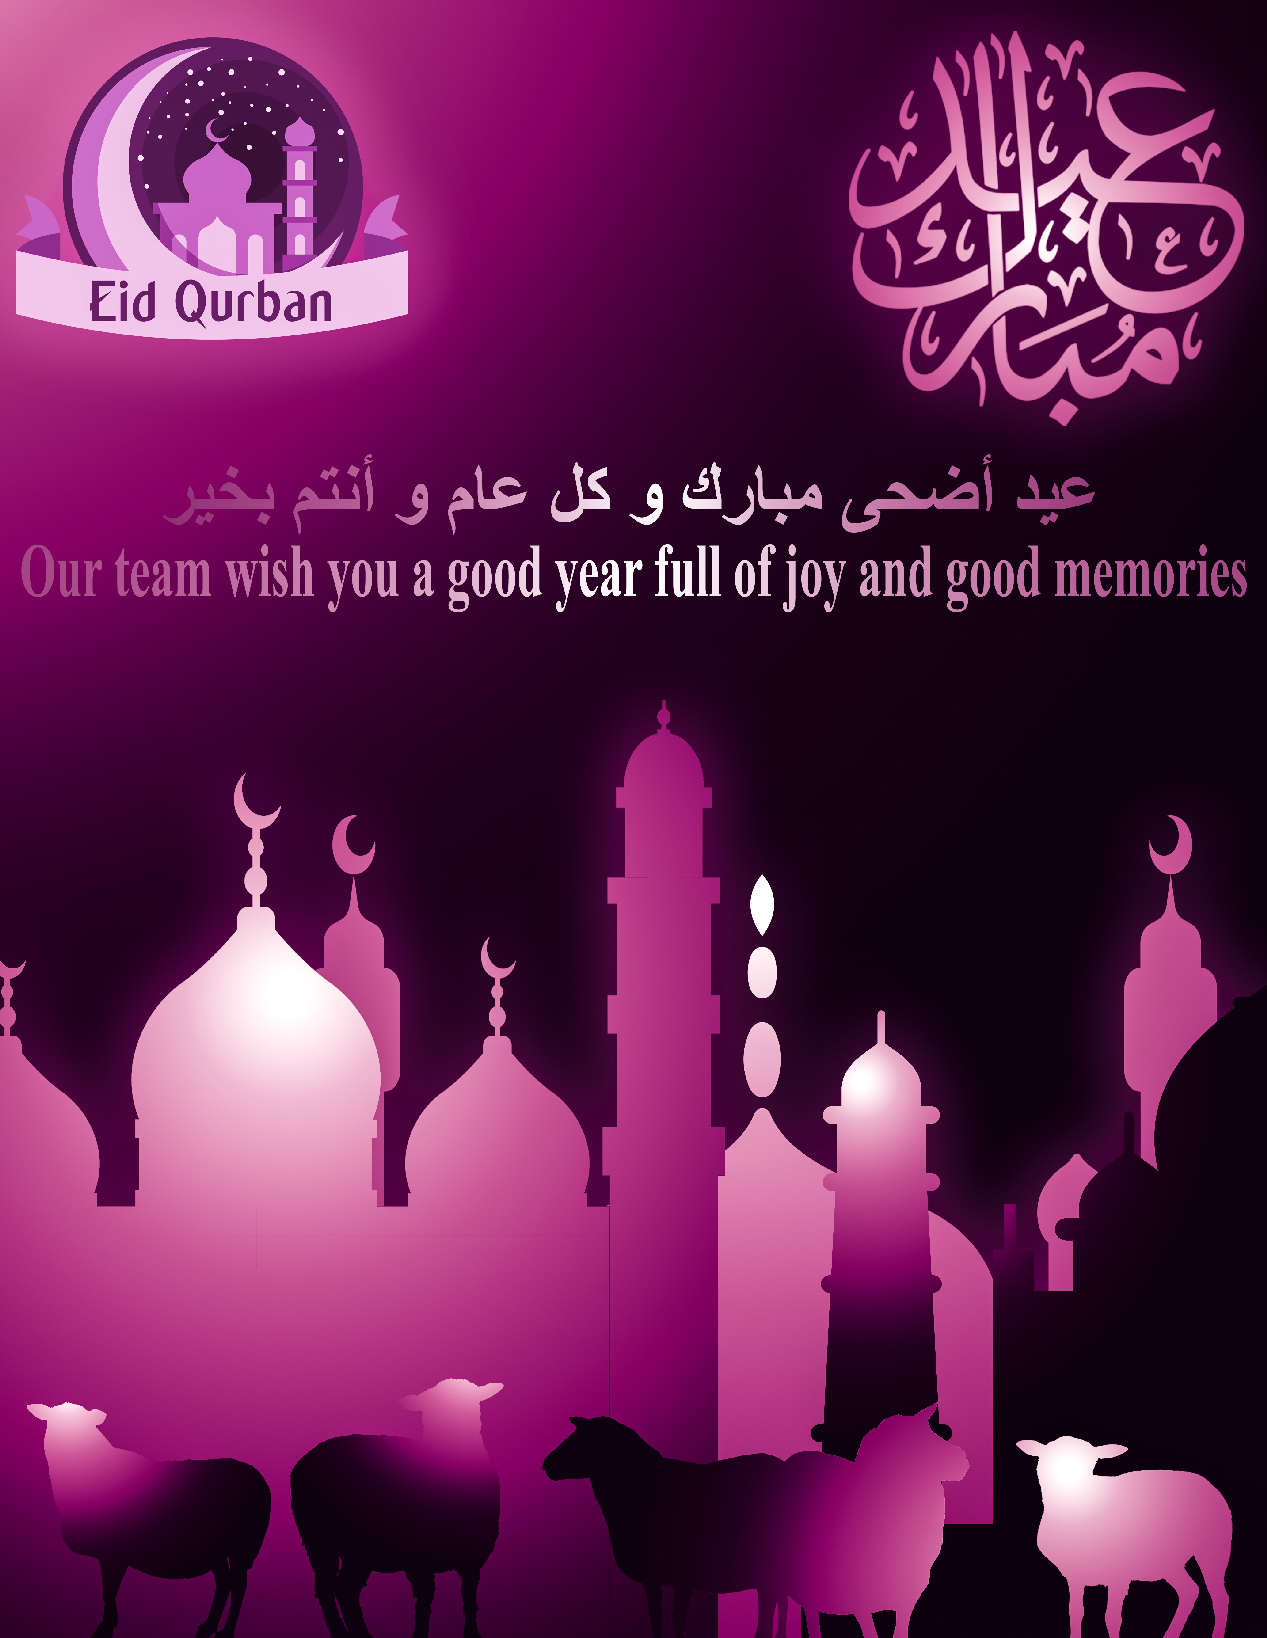 Eid Qurban
عيد مبارك
عيد أضحى مبارك و كل عام و أنتم بخير
Our team wish you a good year full of joy and good memories